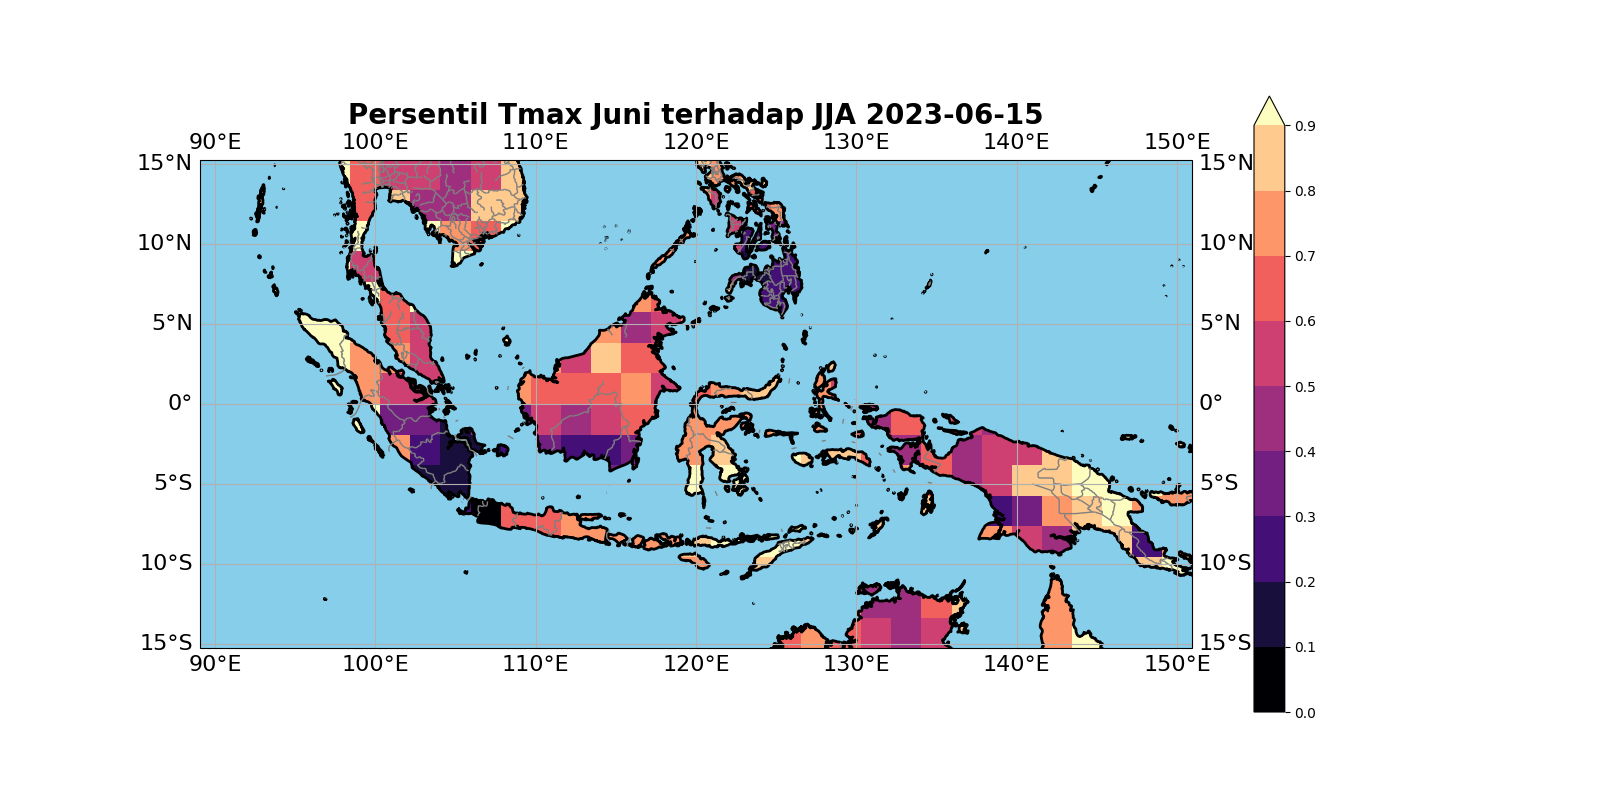 Persentil Tmax Juni terhadap JJA 2023-06-15
90°E 100°E 110°E 120°E 130°E 140°E 150°E
15°N 15°N
10°N 10°N
5°N 5°N
0° 0°
5°S 5°S
10°S 10°S
15°S 15°S
90°E 100°E 110°E 120°E 130°E 140°E 150°E
0.9
0.8
0.7
0.6
0.5
0.4
0.3
0.2
0.1
0.0